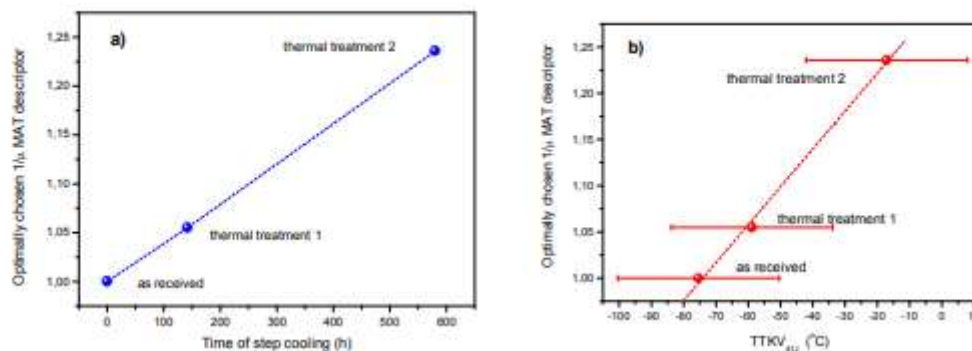 Optimally chosen 1/μ MAT descriptor
1,25
1,20
1,15
1,10
1,05
1,00
a)
thermal treatment 2
thermal treatment 1
as received
0 100 200 300 400 500 600
Time of step cooling (h)
Optimally chosen 1/μ MAT descriptor
1,25
1,20
1,15
1,10
1,05
1,00
b)
thermal treatment 2
thermal treatment 1
as received
-100 -90 -80 -70 -60 -50 -40 -30 -20 -10 0
TTKV (°C)